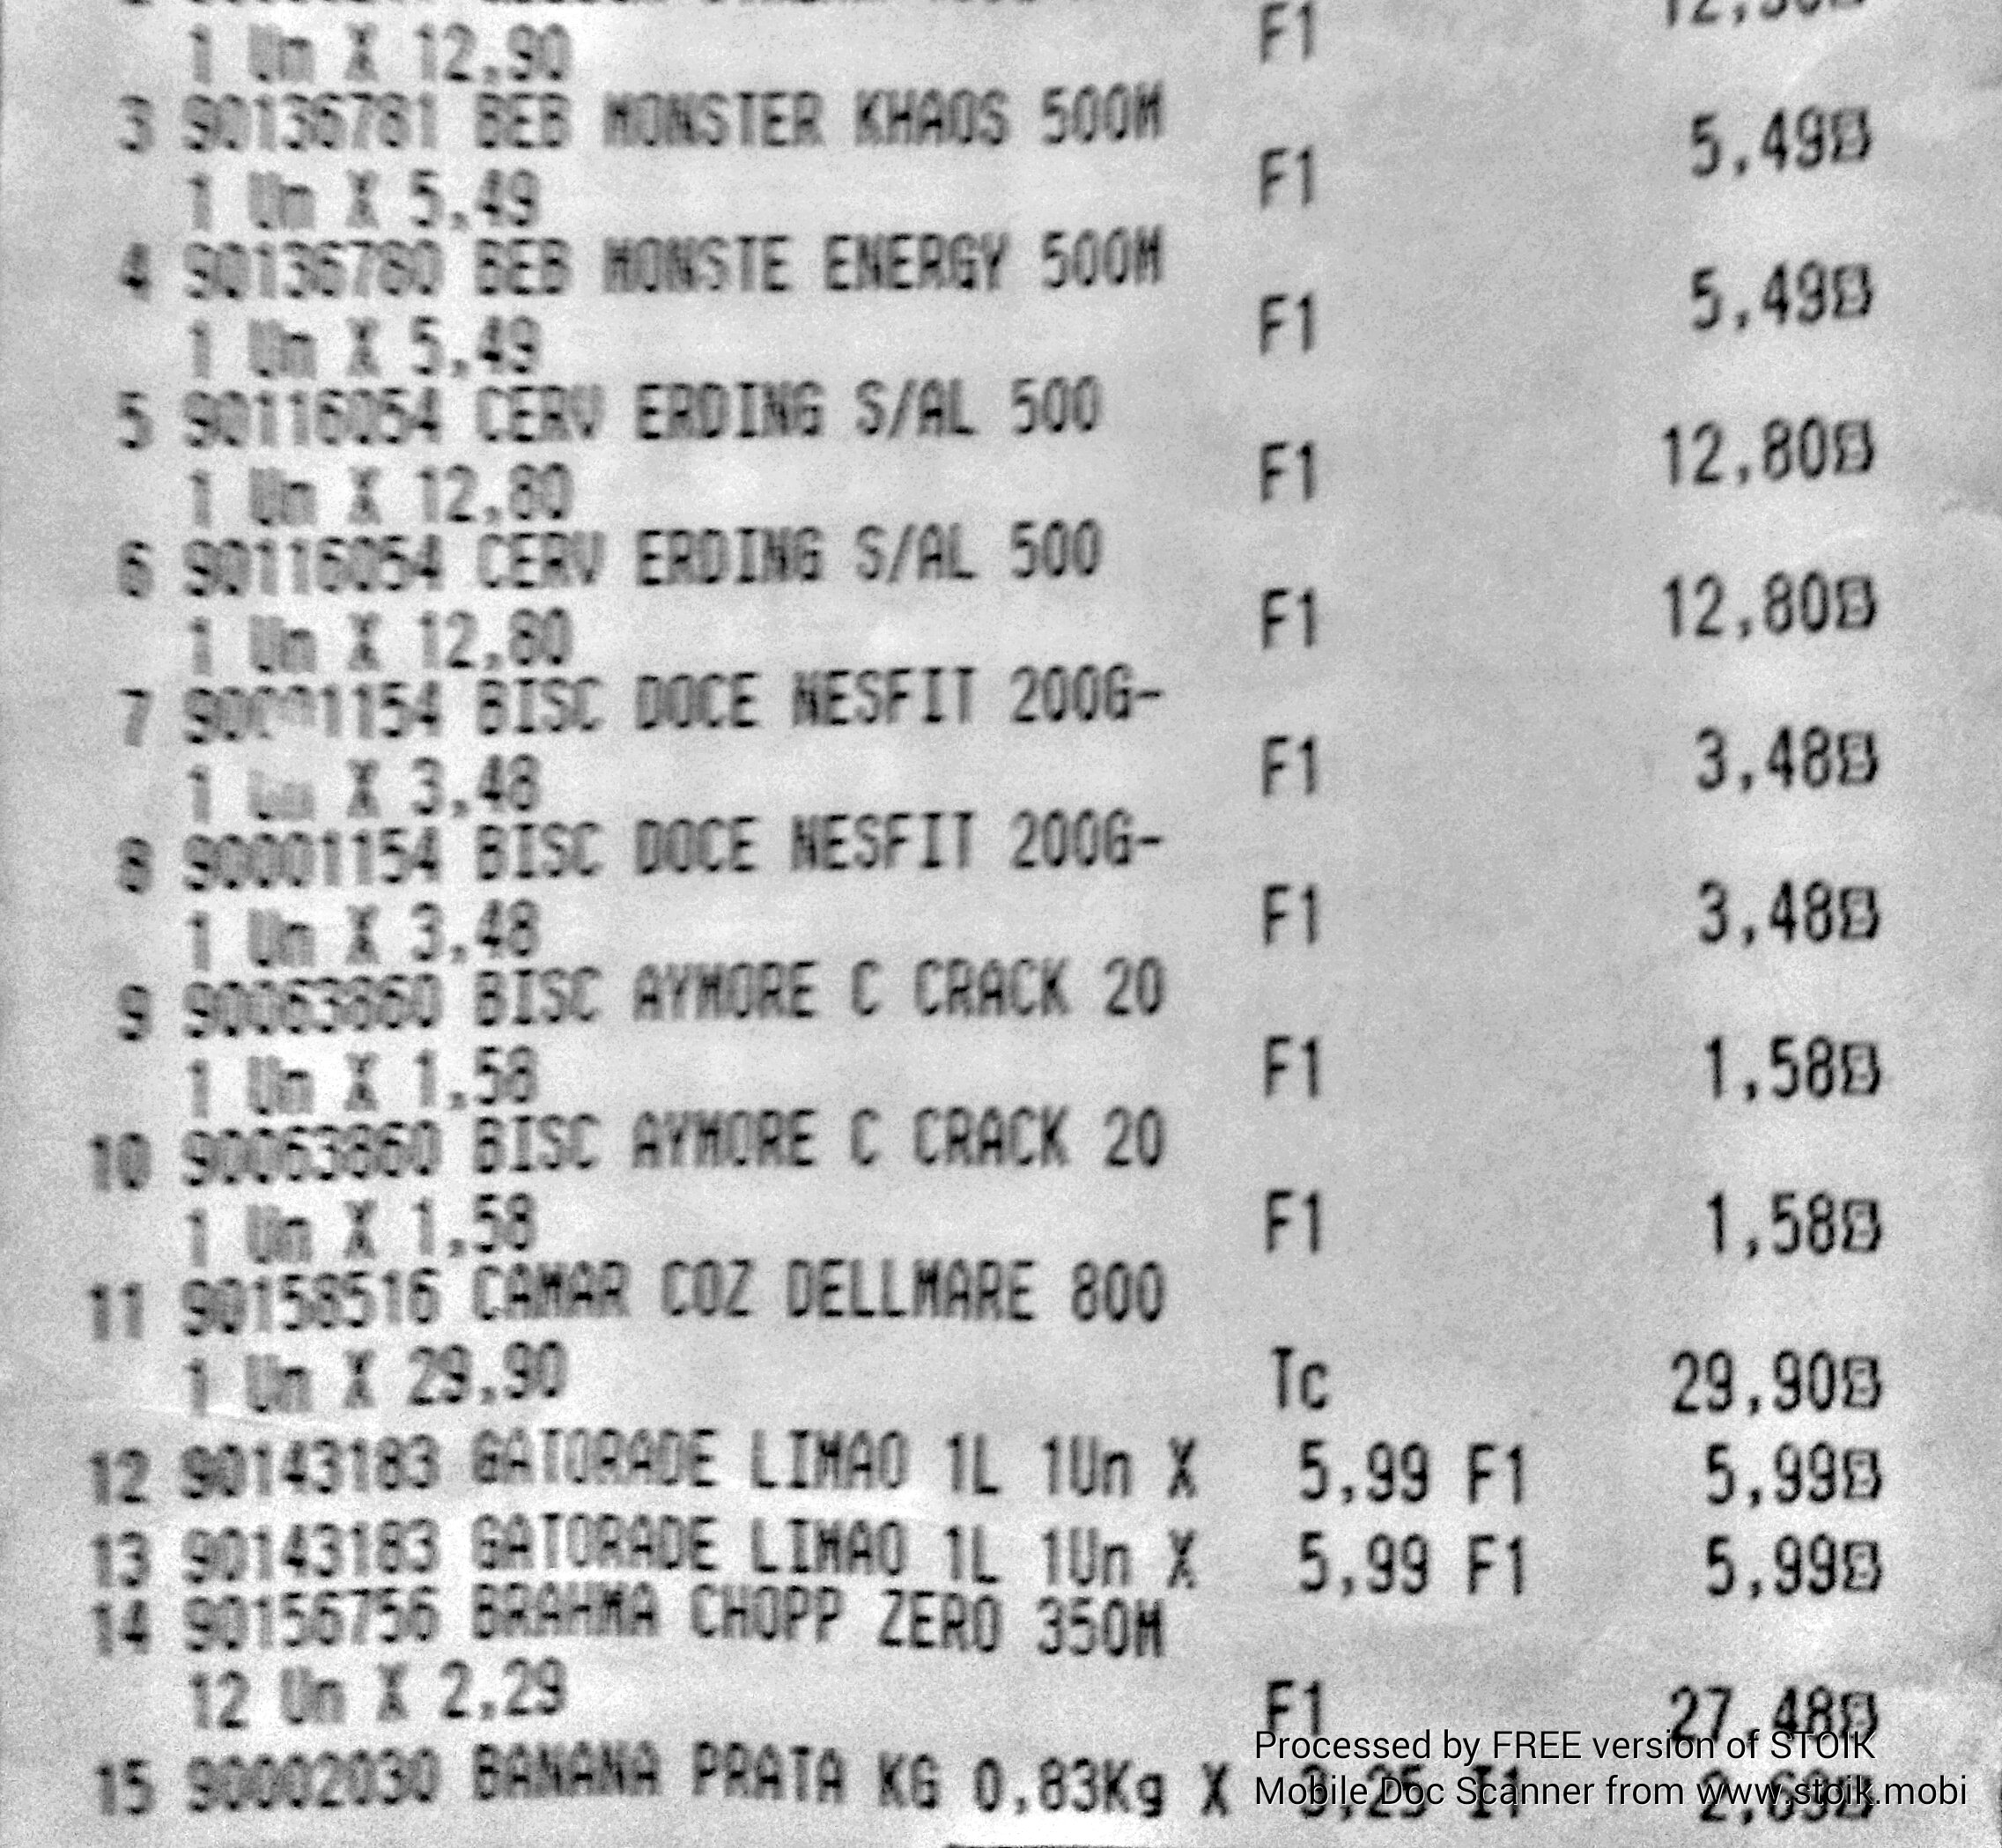 1 Un X 12,90 F1
3 90136781 BEB MONSTER KHAOS 500M
1 Un X 5,49 F1 5,49
4 90136780 BEB MONSTE ENERGY 500M
1 Un X 5,49 F1 5,49
5 90116054 CERV ERDING S/AL 500
1 Un X 12,80 F1 12,80
6 90116054 CERV ERDING S/AL 500
1 Un X 12,80 F1 12,80
7 BISC DOCE NESFIT 200G-
1 Un X 3,48 F1 3,48
8 90001154 BISC DOCE NESFIT 200G-
1 Un X 3,48 F1 3,48
9 90063860 BISC AYMORE C CRACK 20
1 Un X 1,58 F1 1,58
10 90063860 BISC AYMORE C CRACK 20
1 Un X 1,58 F1 1,58
11 90158516 CAMAR COZ DELLMARE 800
1 Un X 29,90 Tc 29,90
12 90143183 GATORADE LIMAO 1L 1Un X 5,99 F1 5,99
13 90143183 GATORADE LIMAO 1L 1Un X 5,99 F1 5,99
14 90156756 BRAHMA CHOPP ZERO 350M
12 Un X 2,29 F1 27,48
15 90002030 BANANA PRATA KG 0,83Kg X 3,25 I1 2,69
Processed by FREE version of STOIK
Mobile Doc Scanner from www.stoik.mobi